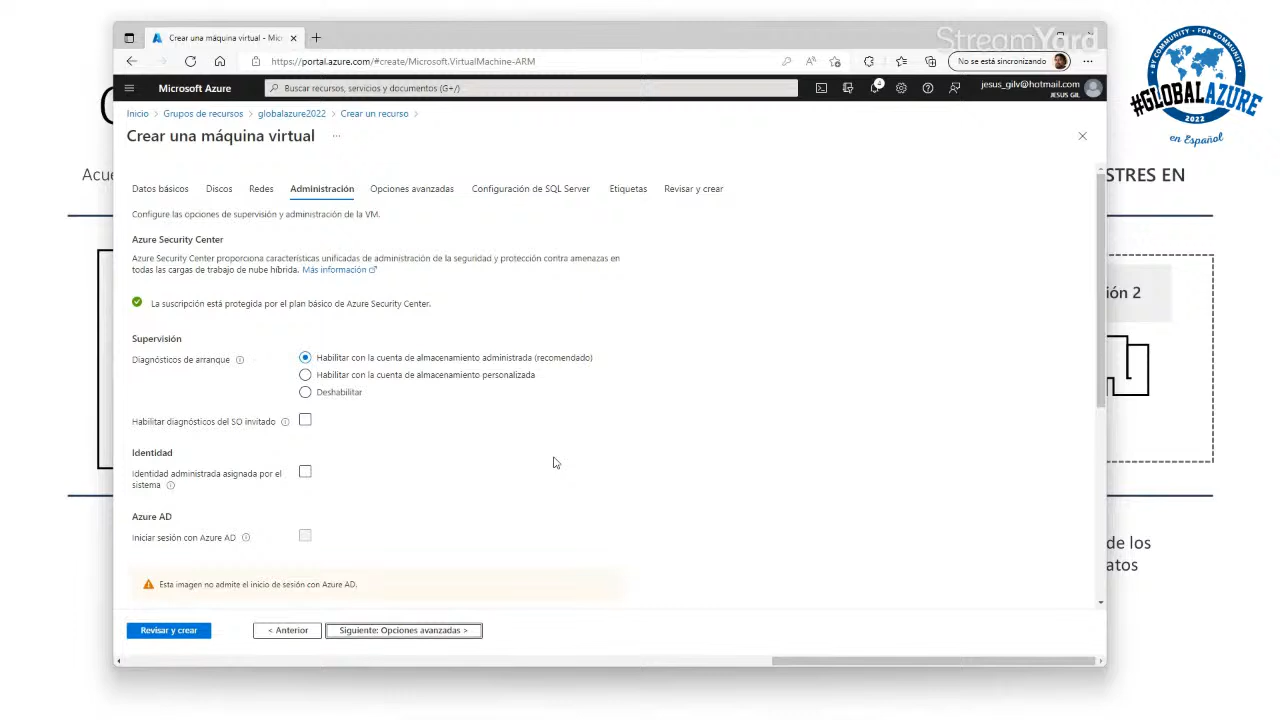 Crear una máquina virtual - Mic
StreamYard
https://portal.azure.com/#create/Microsoft.VirtualMachine-ARM
No se está sincronizando
Microsoft Azure
Buscar recursos, servicios y documentos (G+/)
4
jesus_gilv@hotmail.com
JESUS GIL
BY COMMUNITY • FOR COMMUNITY
#GLOBALAZURE
2022
en Español
Inicio > Grupos de recursos > globalazure2022 > Crear un recurso >
Crear una máquina virtual ...
Acue
STRES EN
Datos básicos Discos Redes Administración Opciones avanzadas Configuración de SQL Server Etiquetas Revisar y crear
Configure las opciones de supervisión y administración de la VM.
Azure Security Center
Azure Security Center proporciona características unificadas de administración de la seguridad y protección contra amenazas en
todas las cargas de trabajo de nube híbrida. Más información
La suscripción está protegida por el plan básico de Azure Security Center.
ión 2
Supervisión
Diagnósticos de arranque
Habilitar con la cuenta de almacenamiento administrada (recomendado)
Habilitar con la cuenta de almacenamiento personalizada
Deshabilitar
Habilitar diagnósticos del SO invitado
Identidad
Identidad administrada asignada por el
sistema
Azure AD
Iniciar sesión con Azure AD
Esta imagen no admite el inicio de sesión con Azure AD.
de los
atos
Revisar y crear
< Anterior
Siguiente: Opciones avanzadas >